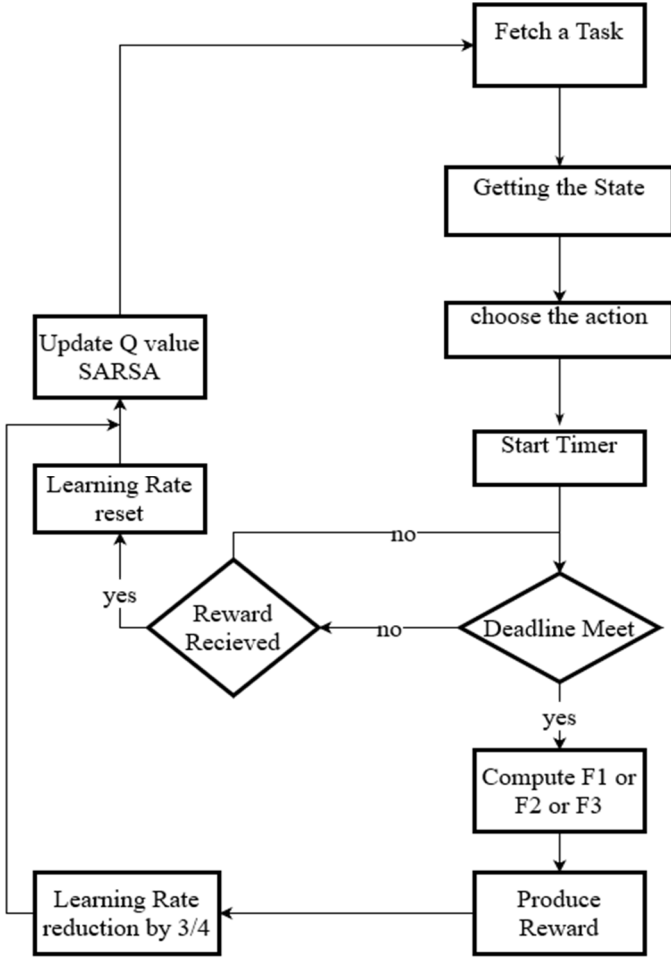 Fetch a Task
Getting the State
choose the action
Update Q value
SARSA
Start Timer
Learning Rate
reset
no
yes
Reward
Recieved
no
Deadline Meet
yes
Compute F1 or
F2 or F3
Learning Rate
reduction by 3/4
Produce
Reward